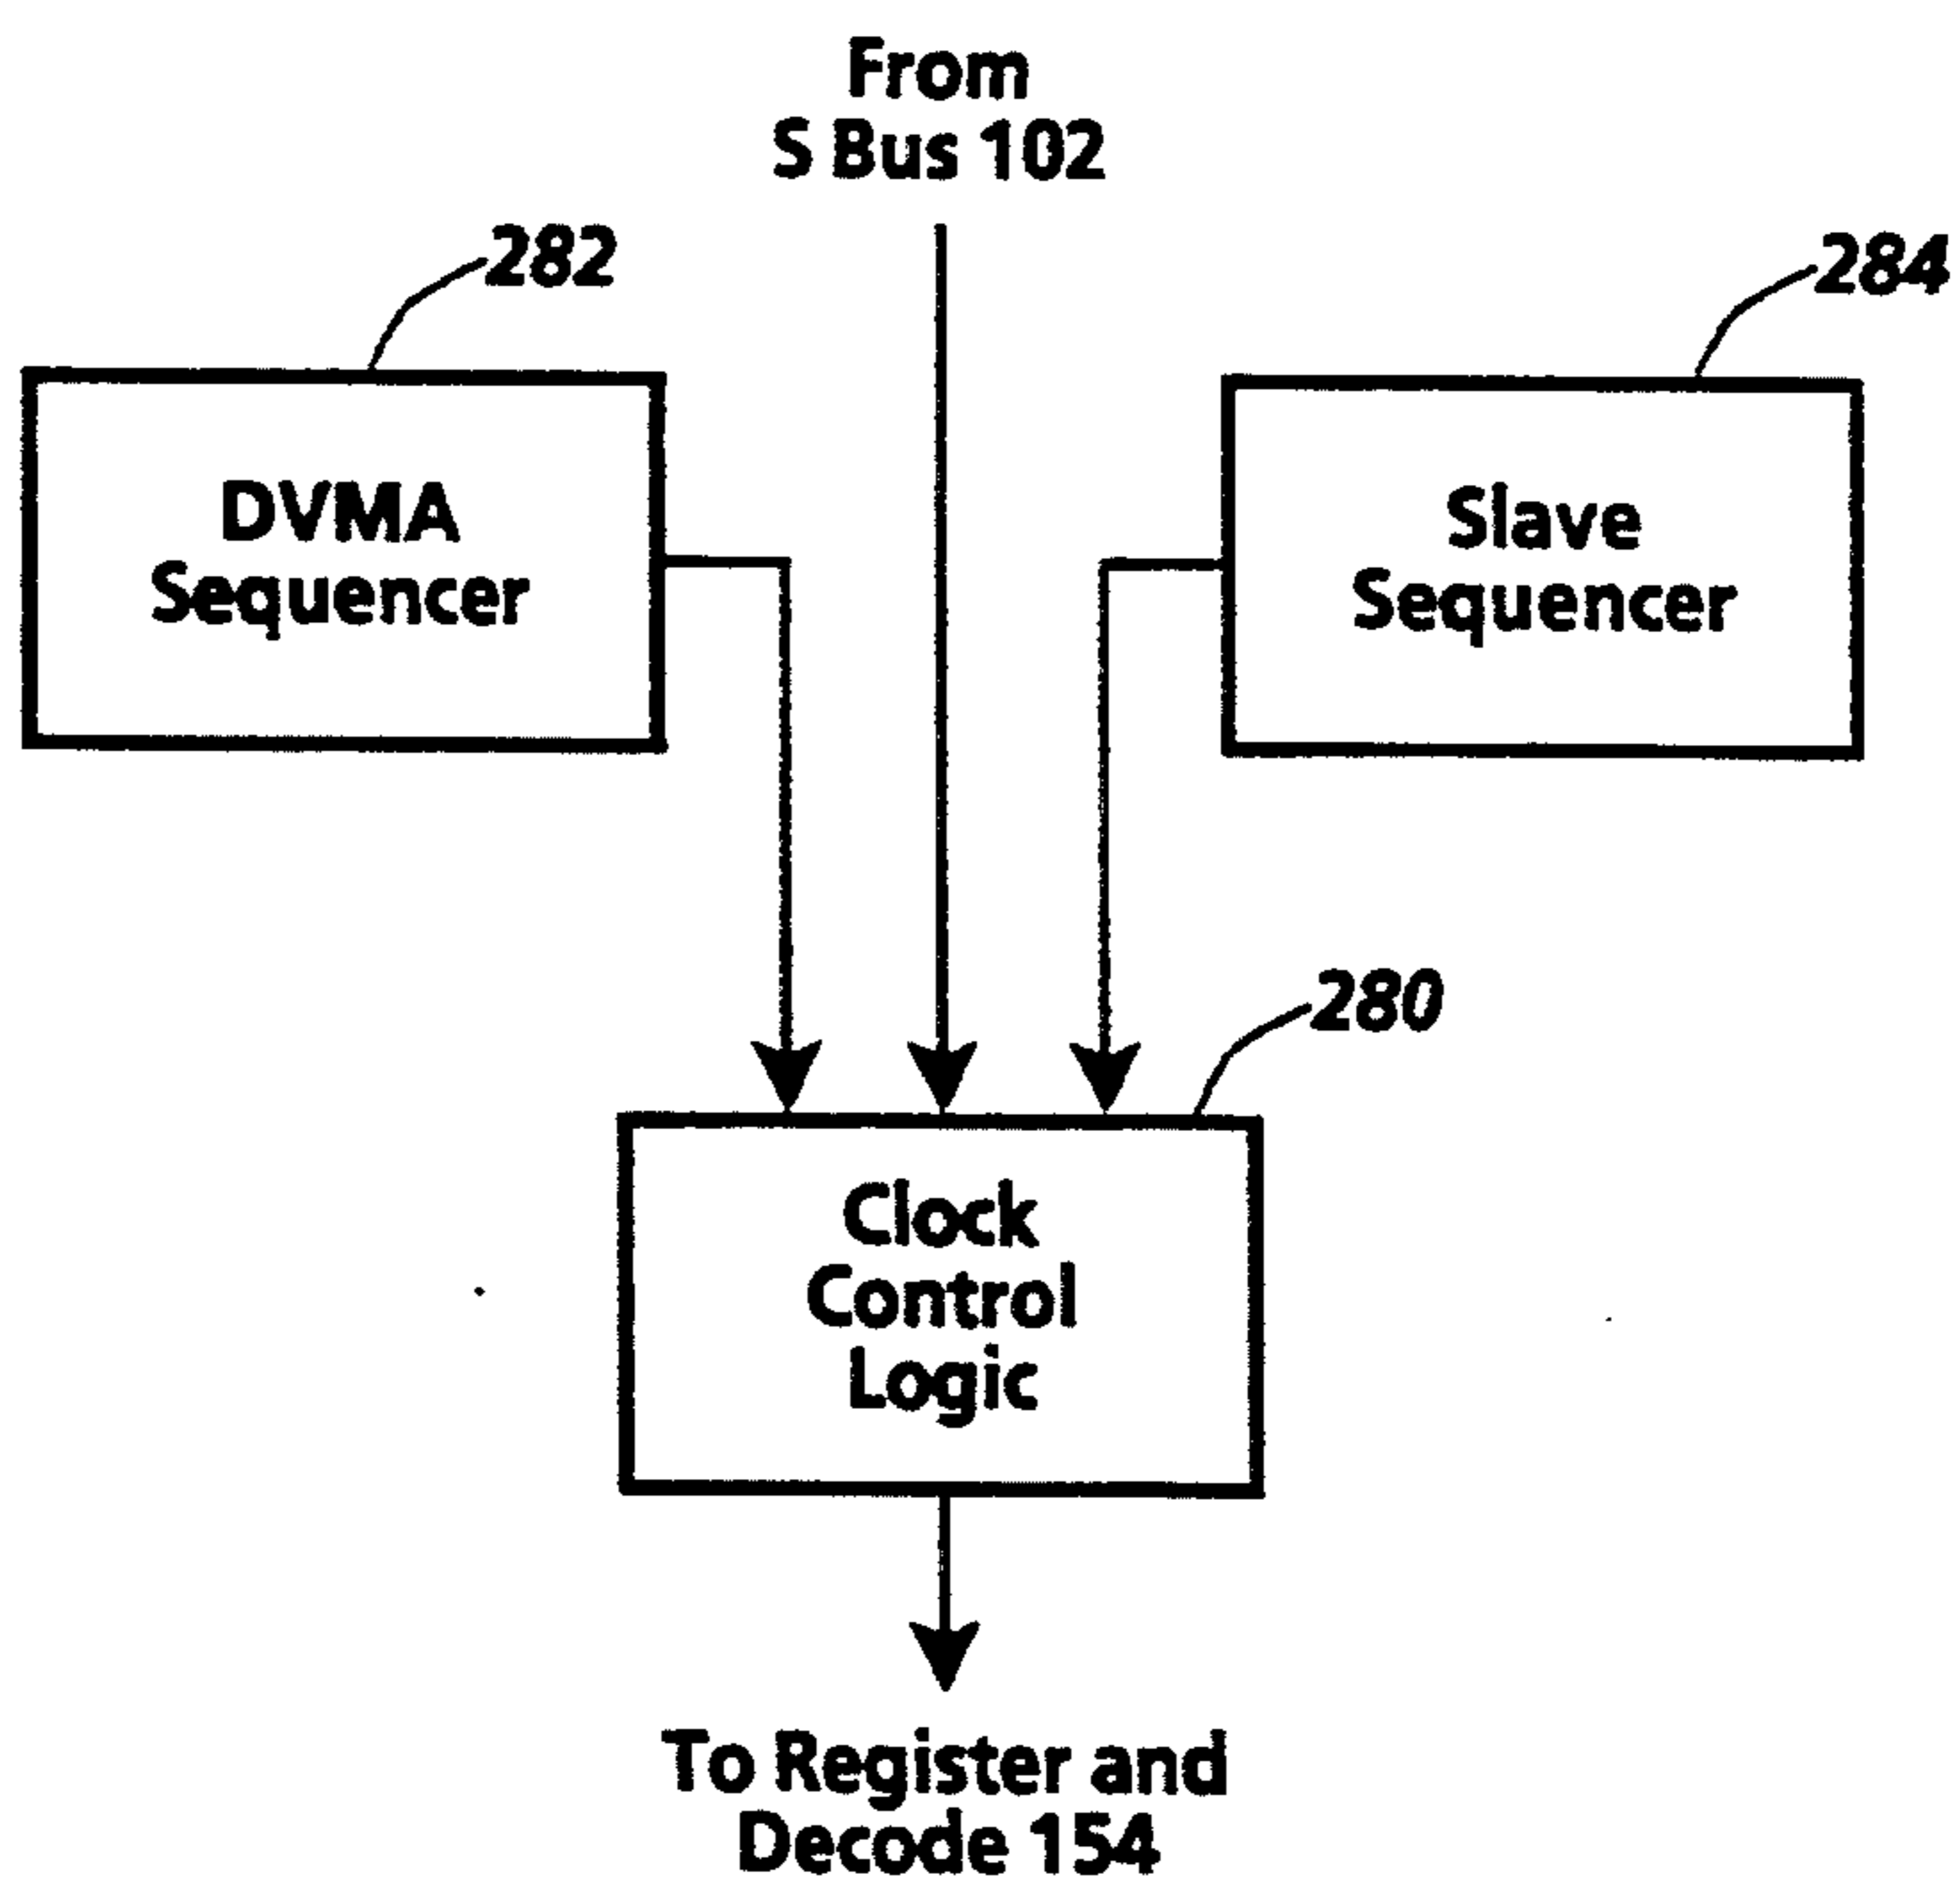 From
S Bus 102
282
284
DVMA
Sequencer
Slave
Sequencer
280
Clock
Control
Logic
To Register and
Decode 154